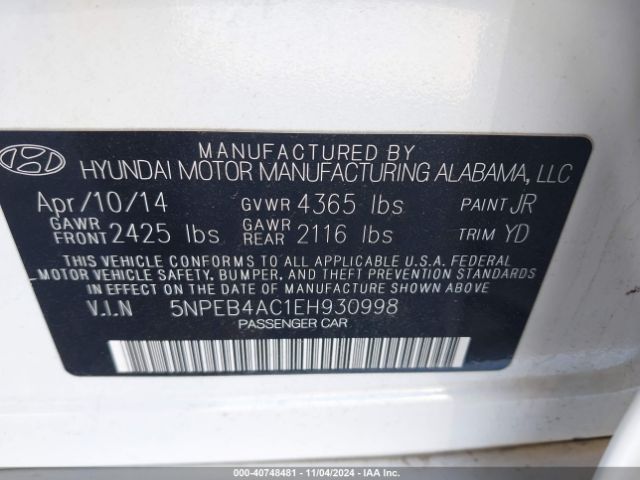 MANUFACTURED BY
HYUNDAI MOTOR MANUFACTURING ALABAMA, LLC
Apr/10/14 GVWR 4365 lbs PAINT JR
GAWR FRONT 2425 lbs GAWR REAR 2116 lbs TRIM YD
THIS VEHICLE CONFORMS TO ALL APPLICABLE U.S.A. FEDERAL
MOTOR VEHICLE SAFETY, BUMPER, AND THEFT PREVENTION STANDARDS
IN EFFECT ON THE DATE OF MANUFACTURE SHOWN ABOVE
V.I.N 5NPEB4AC1EH930998
PASSENGER CAR
000-40748481 - 11/04/2024 - IAA Inc.